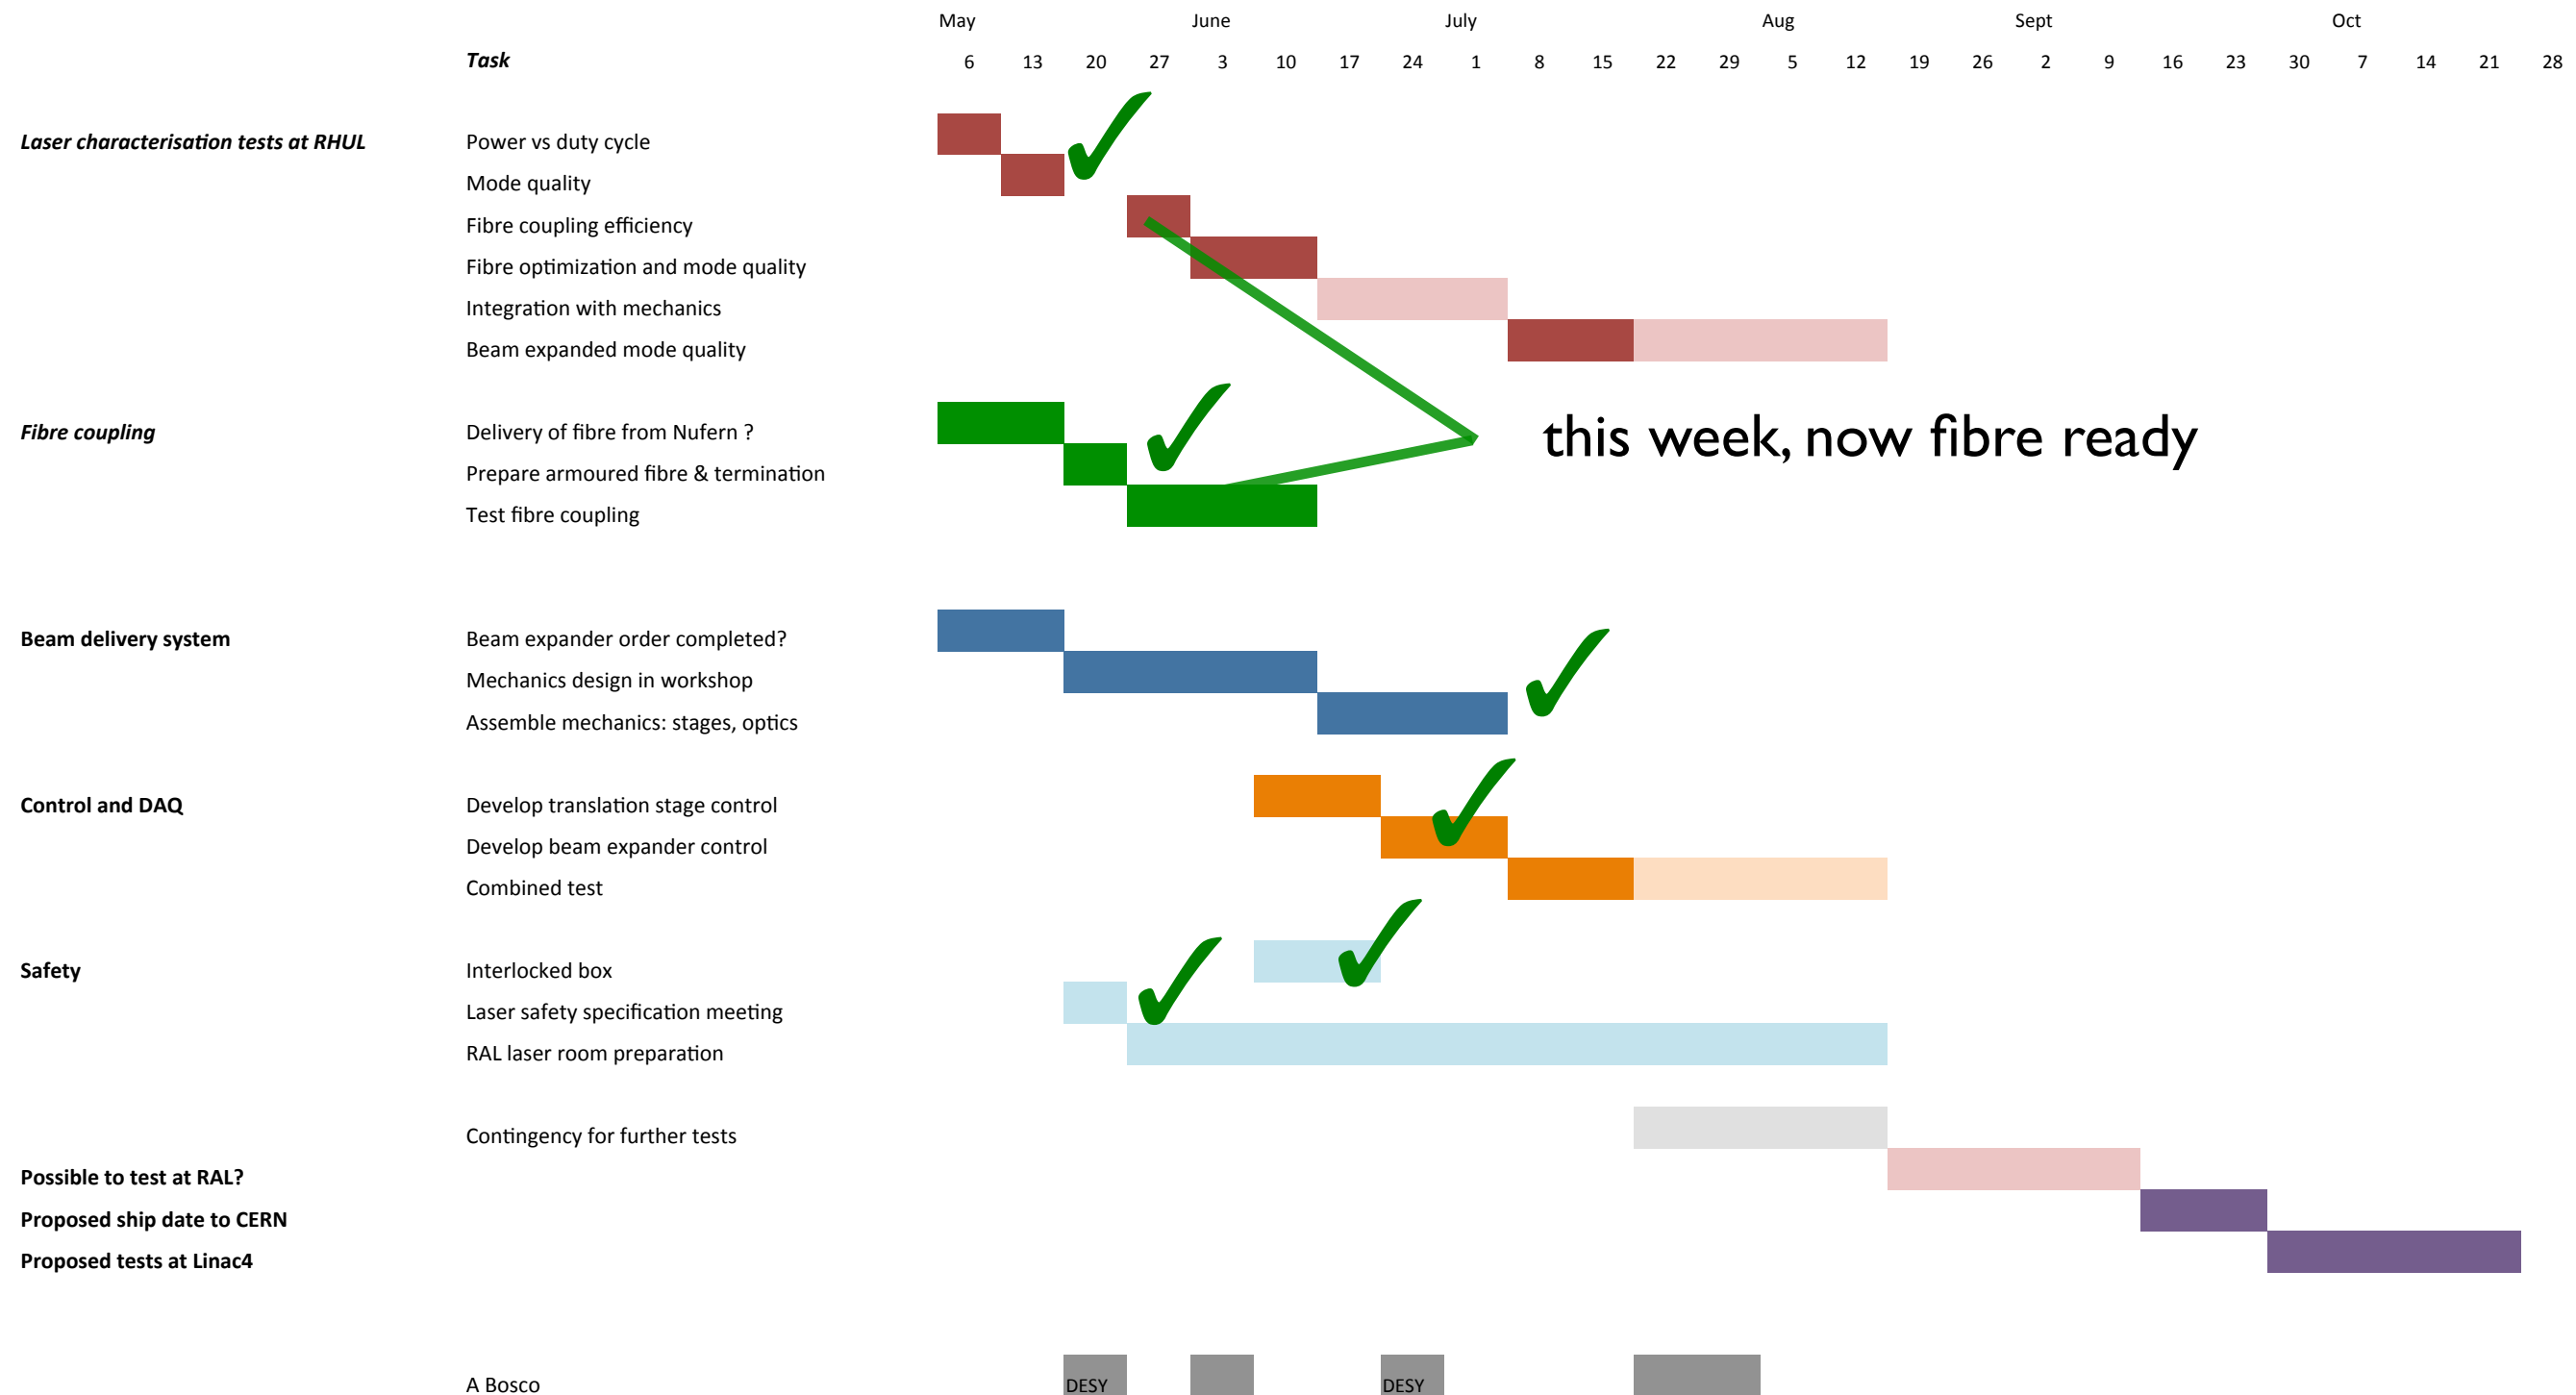 May June July Aug Sept Oct
Task 6 13 20 27 3 10 17 24 1 8 15 22 29 5 12 19 26 2 9 16 23 30 7 14 21 28
Laser characterisation tests at RHUL Power vs duty cycle
Mode quality
Fibre coupling efficiency
Fibre optimization and mode quality
Integration with mechanics
Beam expanded mode quality
Fibre coupling Delivery of fibre from Nufern ?
this week, now fibre ready
Prepare armoured fibre & termination
Test fibre coupling
Beam delivery system Beam expander order completed?
Mechanics design in workshop
Assemble mechanics: stages, optics
Control and DAQ Develop translation stage control
Develop beam expander control
Combined test
Safety Interlocked box
Laser safety specification meeting
RAL laser room preparation
Contingency for further tests
Possible to test at RAL?
Proposed ship date to CERN
Proposed tests at Linac4
A Bosco DESY DESY